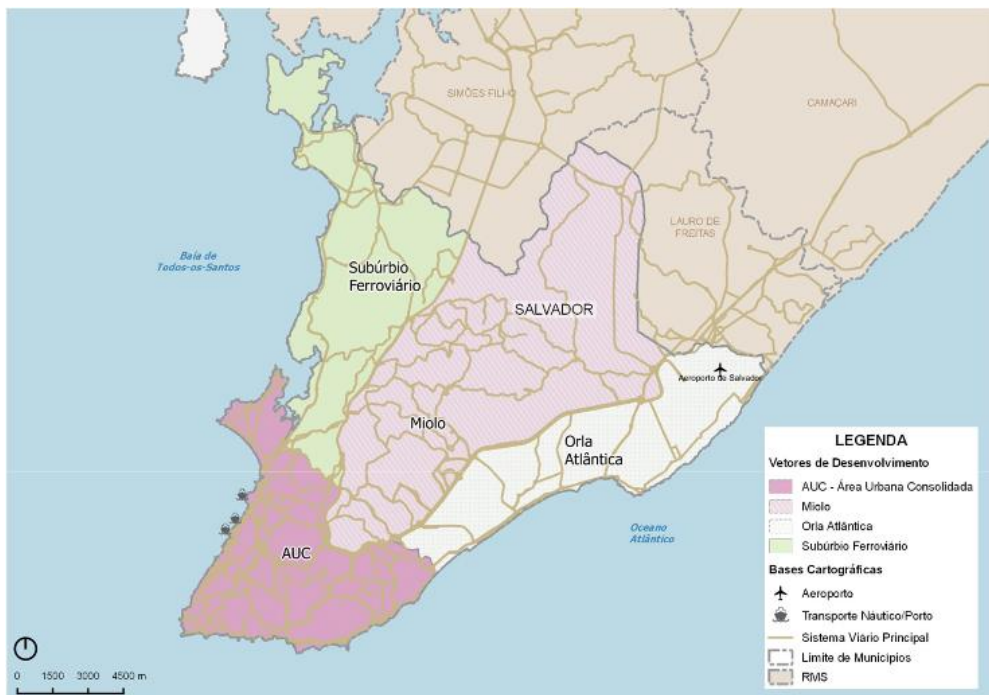 SIMÕES FILHO
CAMAÇARI
LAURO DE
FREITAS
Baía de
Todos-os-Santos
Subúrbio
Ferroviário
SALVADOR
Aeroporto de Salvador
Miolo
Orla
Atlântica
Oceano
Atlântico
AUC
0 1500 3000 4500 m
LEGENDA
Vetores de Desenvolvimento
AUC - Área Urbana Consolidada
Miolo
Orla Atlântica
Subúrbio Ferroviário
Bases Cartográficas
Aeroporto
Transporte Náutico/Porto
Sistema Viário Principal
Limite de Municípios
RMS